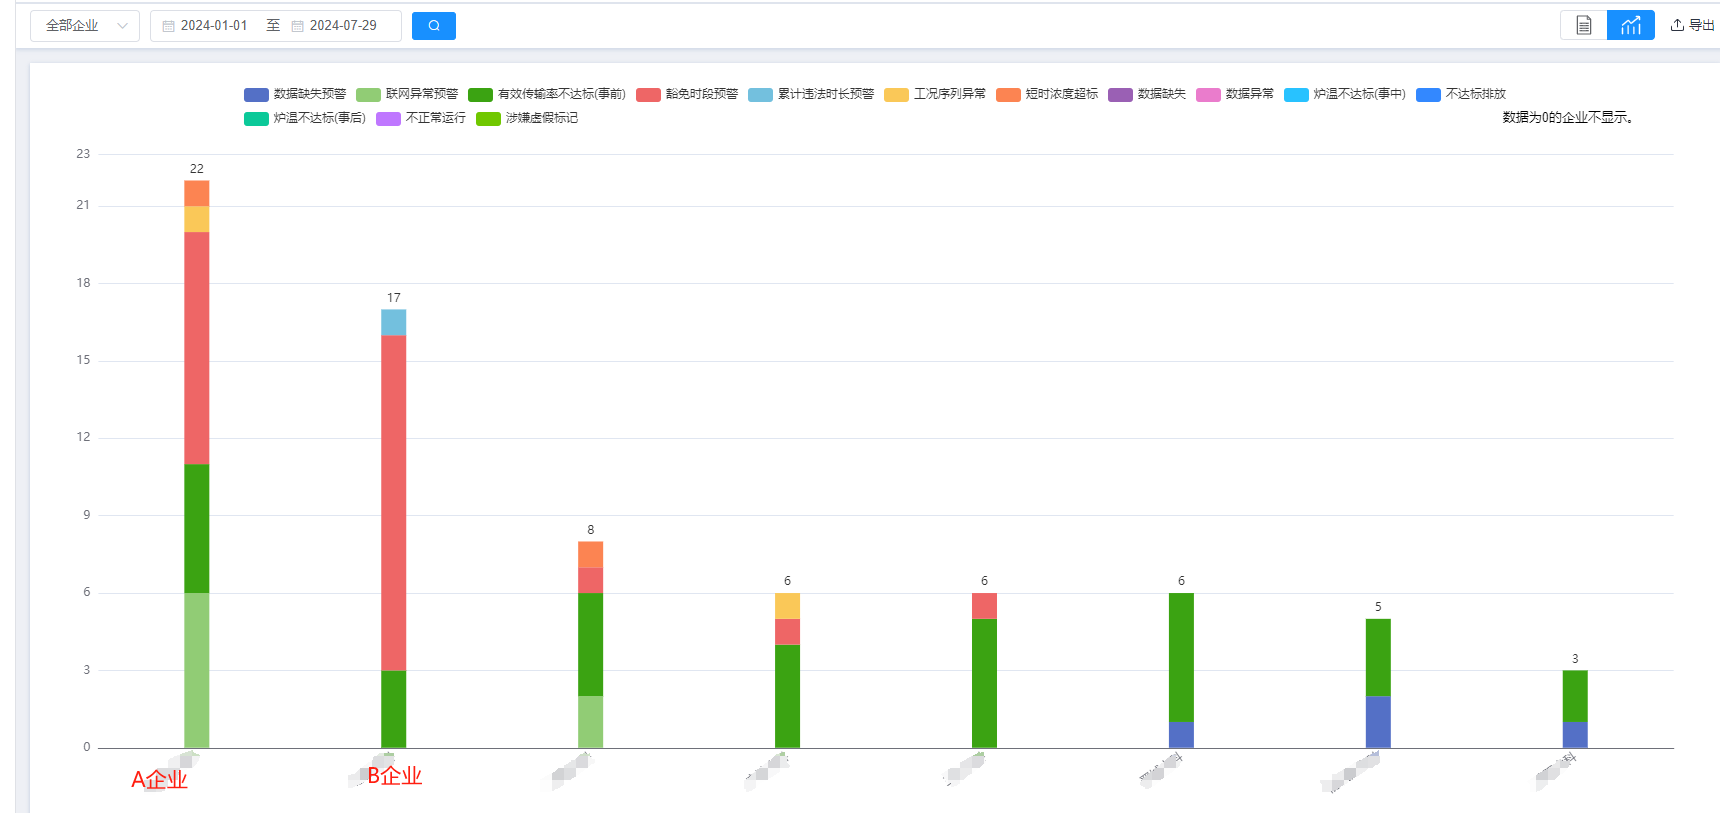 全部企业 2024-01-01 至 2024-07-29 导出
数据缺失预警 联网异常预警 有效传输率不达标(事前) 豁免时段预警 累计违法时长预警 工况序列异常 短时浓度超标 数据缺失 数据异常 炉温不达标(事中) 不达标排放
炉温不达标(事后) 不正常运行 涉嫌虚假标记 数据为0的企业不显示。
23
22
21
18
17
15
12
9
8
6 6 6 6
5
3 3
0
A企业 B企业